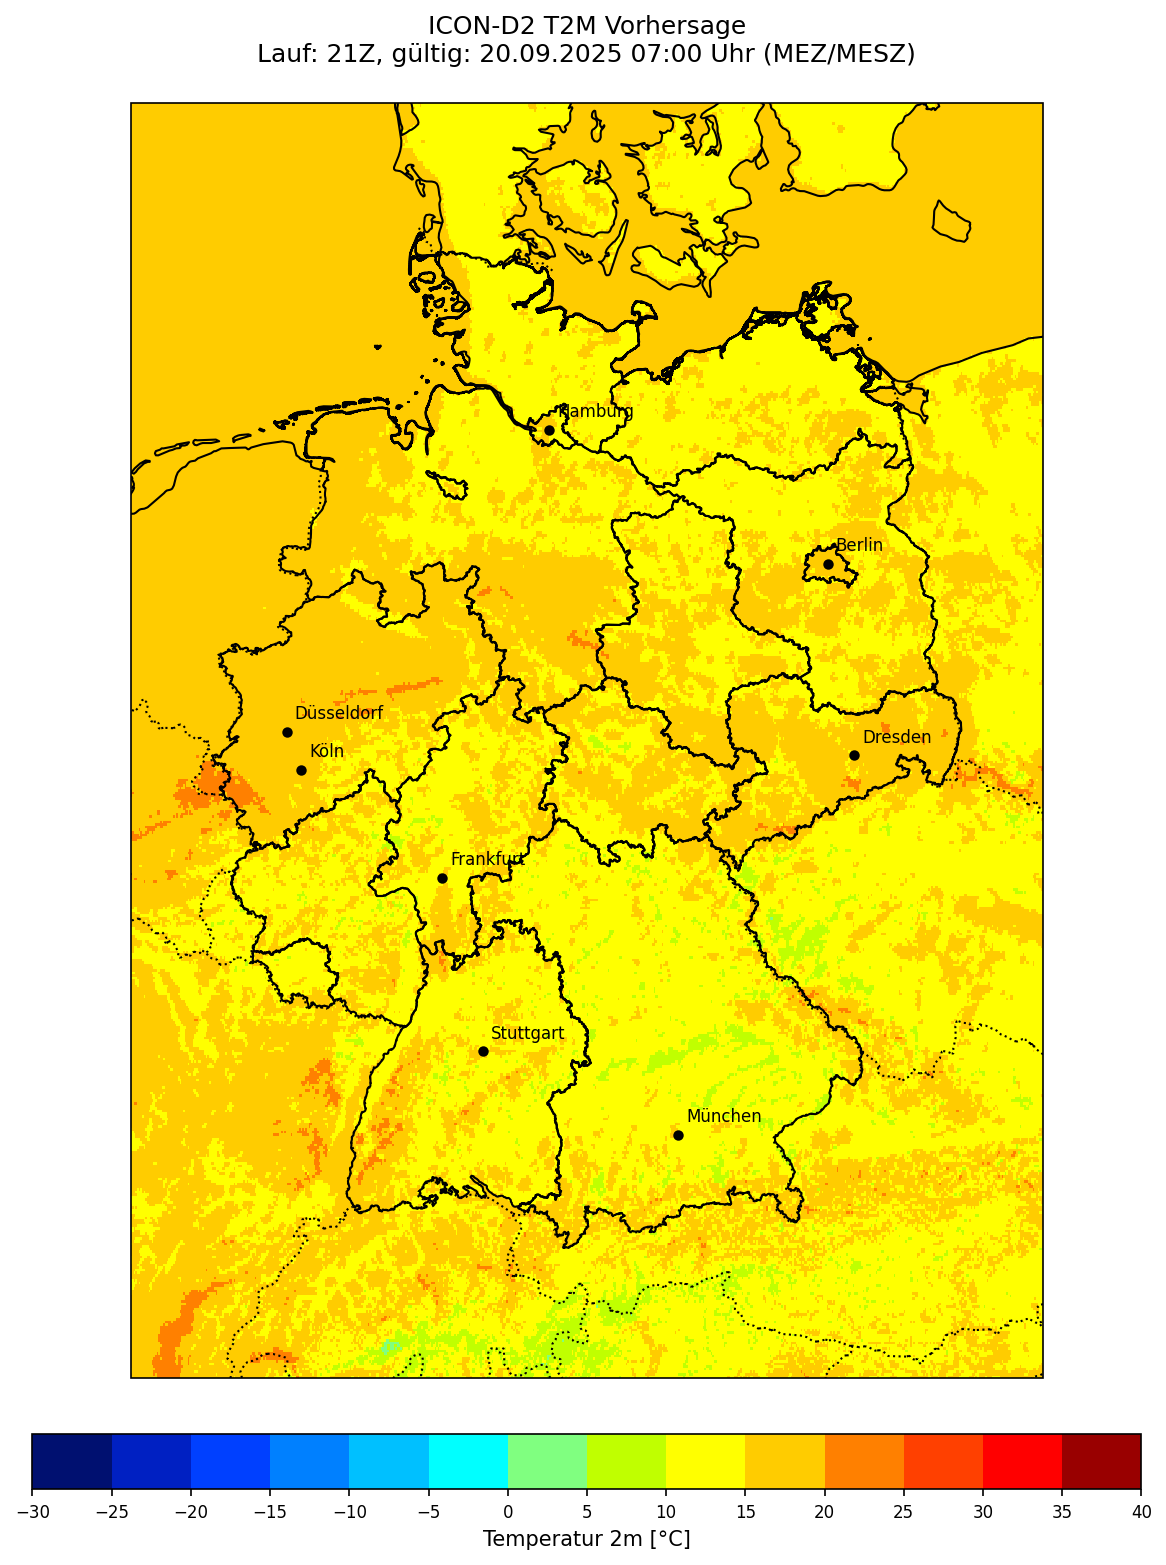 ICON-D2 T2M Vorhersage
Lauf: 21Z, gültig: 20.09.2025 07:00 Uhr (MEZ/MESZ)
Hamburg
Berlin
Düsseldorf
Dresden
Köln
Frankfurt
Stuttgart
München
−30 −25 −20 −15 −10 −5 0 5 10 15 20 25 30 35 40
Temperatur 2m [°C]